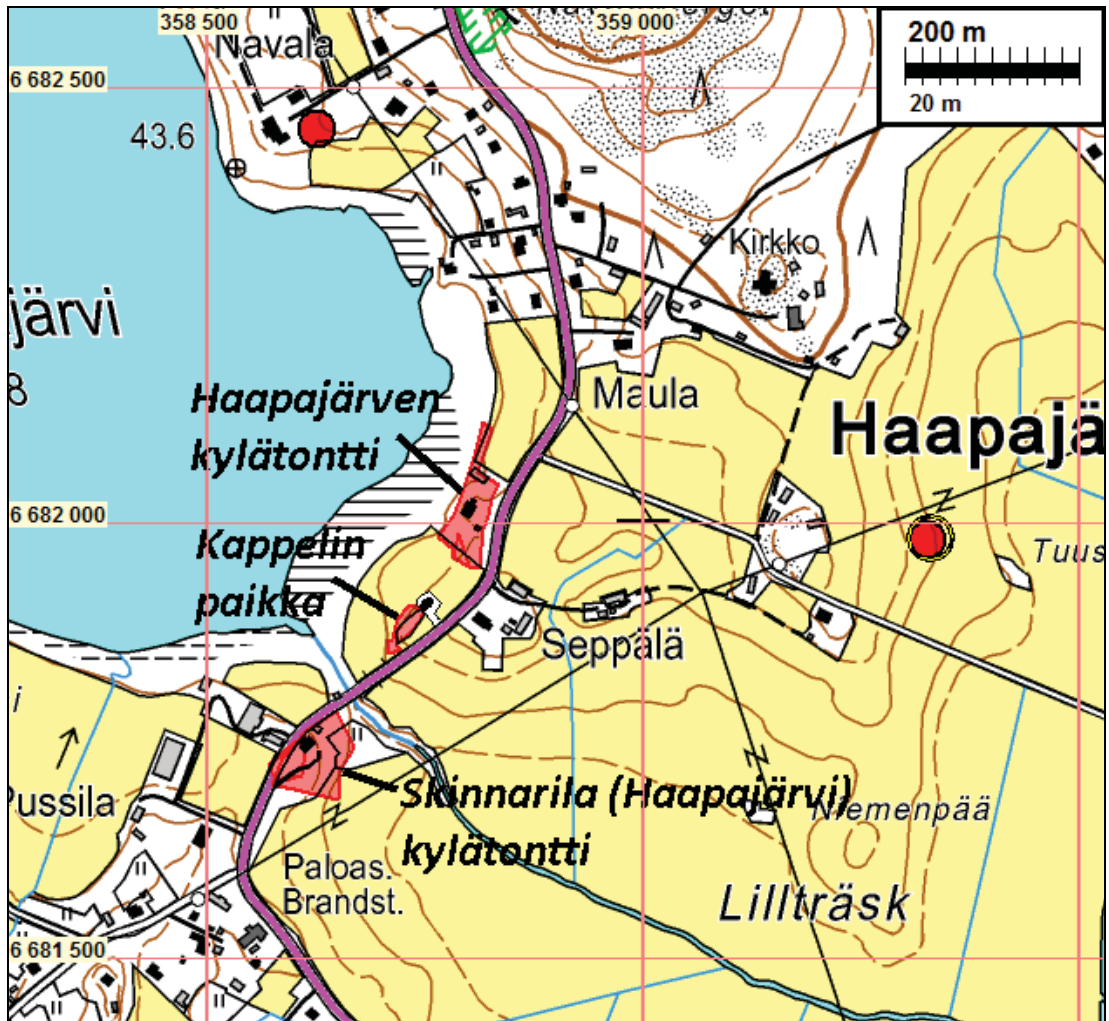 358 500
359 000
Navala
200 m
20 m
6 682 500
43.6
Kirkko
järvi
8
Haapajärven
kylätontti
Maula
Haapajä
6 682 000
Kappelin
paikka
Tuus
Seppälä
i
Pussila
Skinnarila (Haapajärvi)
kylätontti
Niemenpää
Paloas.
Brandst.
Lillträsk
6 681 500